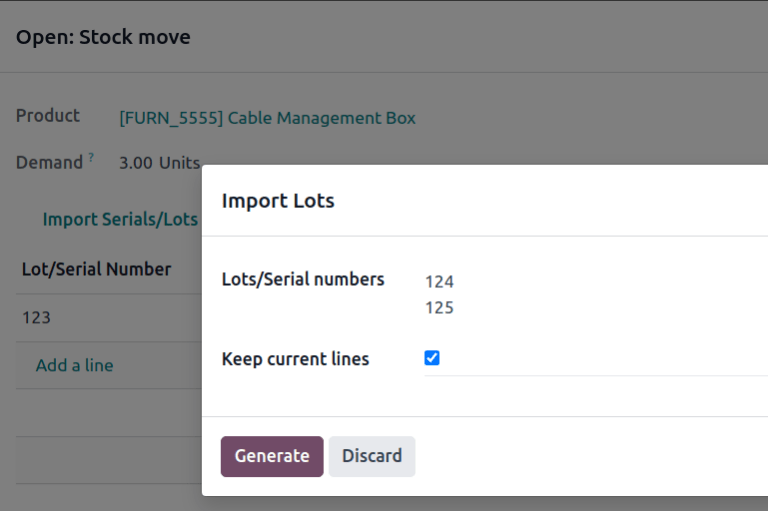 Open: Stock move
Product [FURN_5555] Cable Management Box
Demand ? 3.00 Units
Import Serials/Lots
Lot/Serial Number
123
Add a line
Import Lots
Lots/Serial numbers 124
125
Keep current lines
Generate Discard